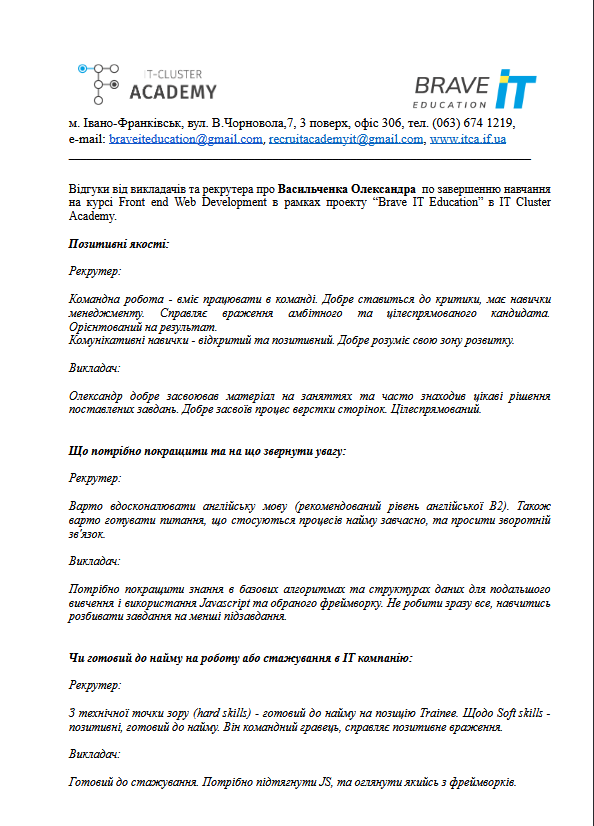 IT-CLUSTER
ACADEMY
BRAVE IT
EDUCATION
м. Івано-Франківськ, вул. В.Чорновола,7, 3 поверх, офіс 306, тел. (063) 674 1219,
e-mail: braveiteducation@gmail.com, recruitacademyit@gmail.com, www.itca.if.ua
Відгуки від викладачів та рекрутера про Васильченка Олександра по завершенню навчання
на курсі Front end Web Development в рамках проекту “Brave IT Education” в IT Cluster
Academy.
Позитивні якості:
Рекрутер:
Командна робота - вміє працювати в команді. Добре ставиться до критики, має навички
менеджменту. Справляє враження амбітного та цілеспрямованого кандидата.
Орієнтований на результат.
Комунікативні навички - відкритий та позитивний. Добре розуміє свою зону розвитку.
Викладач:
Олександр добре засвоював матеріал на заняттях та часто знаходив цікаві рішення
поставлених завдань. Добре засвоїв процес верстки сторінок. Цілеспрямований.
Що потрібно покращити та на що звернути увагу:
Рекрутер:
Варто вдосконалювати англійську мову (рекомендований рівень англійської B2). Також
варто готувати питання, що стосуються процесів найму завчасно, та просити зворотній
зв'язок.
Викладач:
Потрібно покращити знання в базових алгоритмах та структурах даних для подальшого
вивчення і використання Javascript та обраного фреймворку. Не робити зразу все, навчитись
розбивати завдання на менші підзавдання.
Чи готовий до найму на роботу або стажування в IT компанію:
Рекрутер:
З технічної точки зору (hard skills) - готовий до найму на позицію Trainee. Щодо Soft skills -
позитивні, готовий до найму. Він командний гравець, справляє позитивне враження.
Викладач:
Готовий до стажування. Потрібно підтягнути JS, та оглянути якийсь з фреймворків.